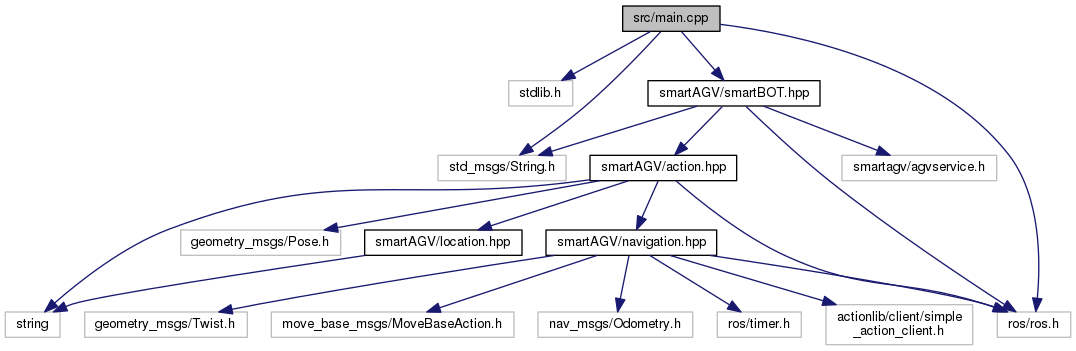 src/main.cpp
stdlib.h
smartAGV/smartBOT.hpp
std_msgs/String.h
smartAGV/action.hpp
smartagv/agvservice.h
geometry_msgs/Pose.h
smartAGV/location.hpp
smartAGV/navigation.hpp
string
geometry_msgs/Twist.h
move_base_msgs/MoveBaseAction.h
nav_msgs/Odometry.h
ros/timer.h
actionlib/client/simple
_action_client.h
ros/ros.h